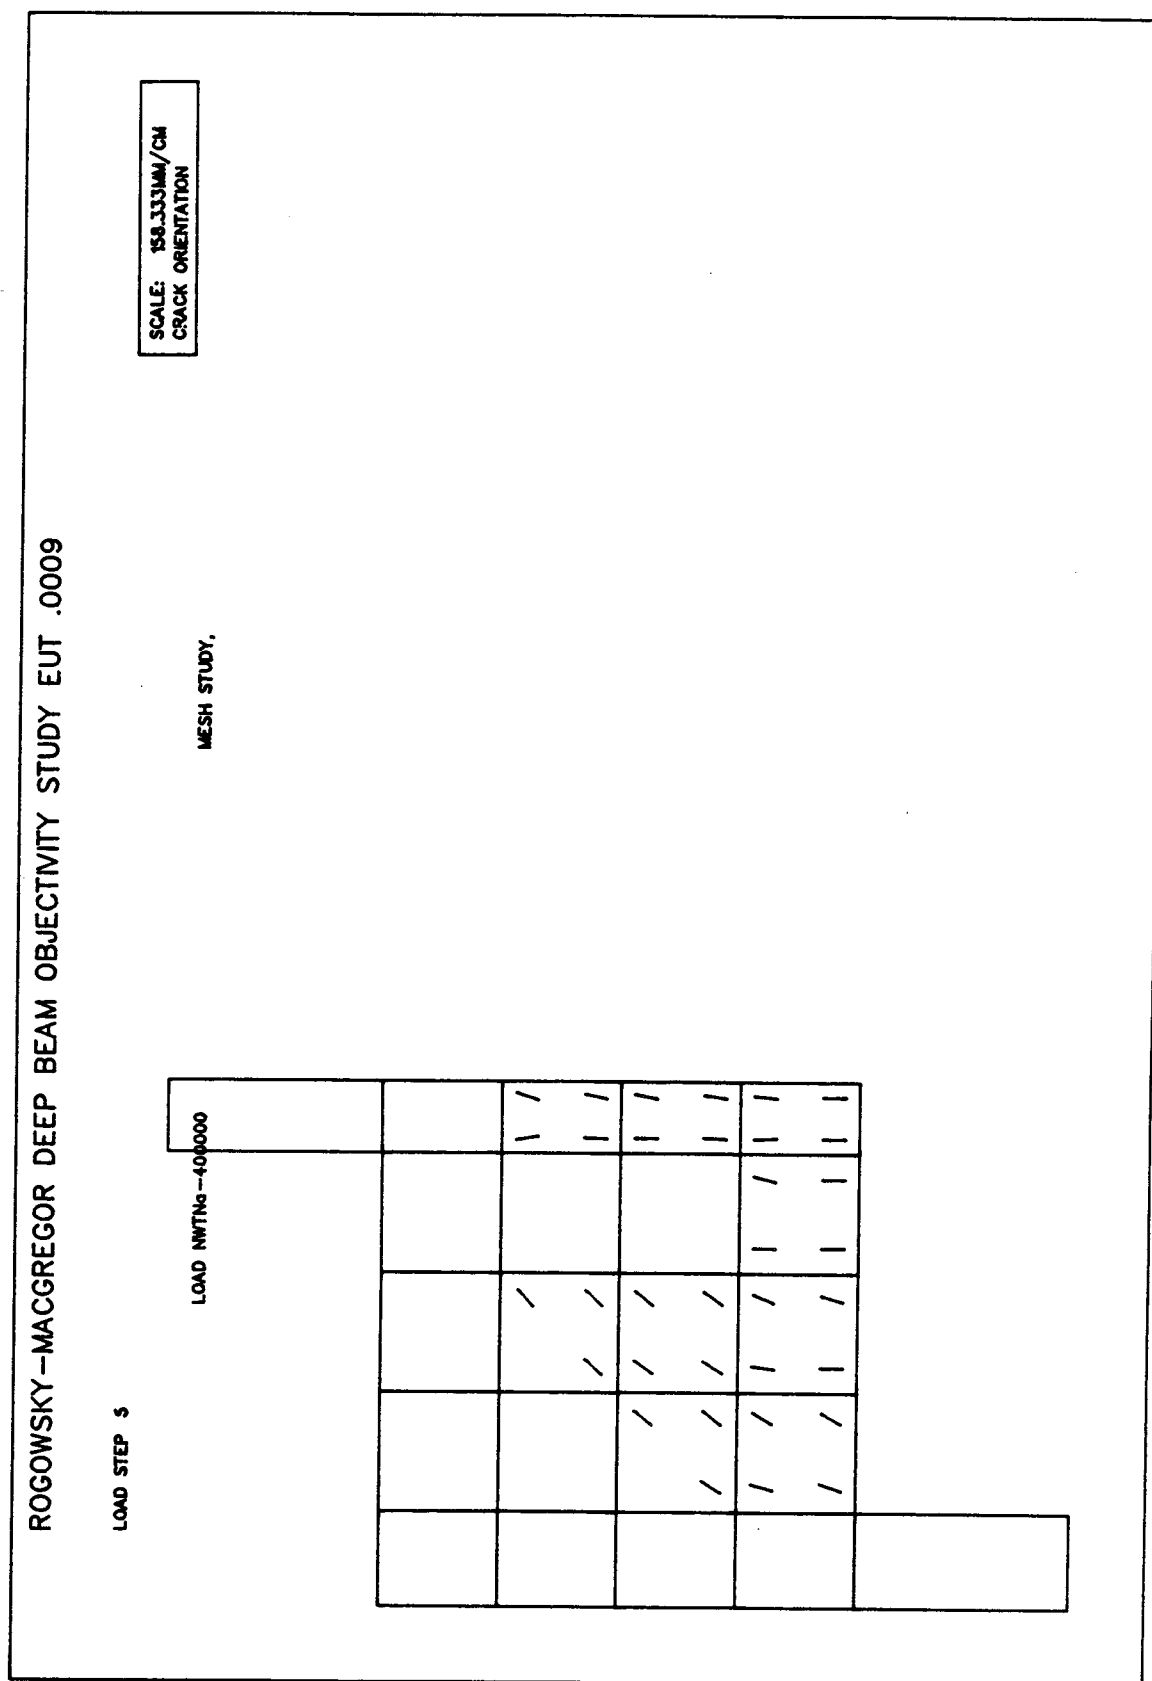 ROGOWSKY-MACGREGOR DEEP BEAM OBJECTIVITY STUDY EUT .0009
LOAD STEP 5
SCALE: 158.333MM/CM
CRACK ORIENTATION
LOAD NWTNa-400000
MESH STUDY,